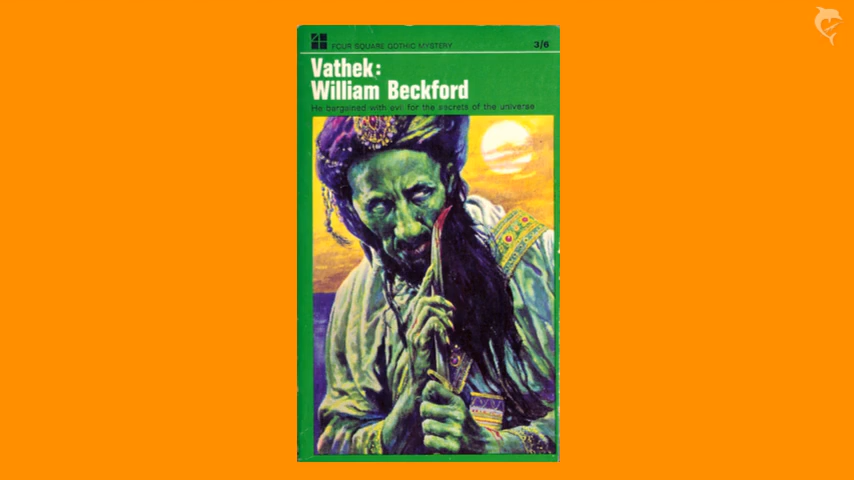 FOUR SQUARE GOTHIC MYSTERY 3/6
Vathek:
William Beckford
He bargained with evil for the secrets of the universe